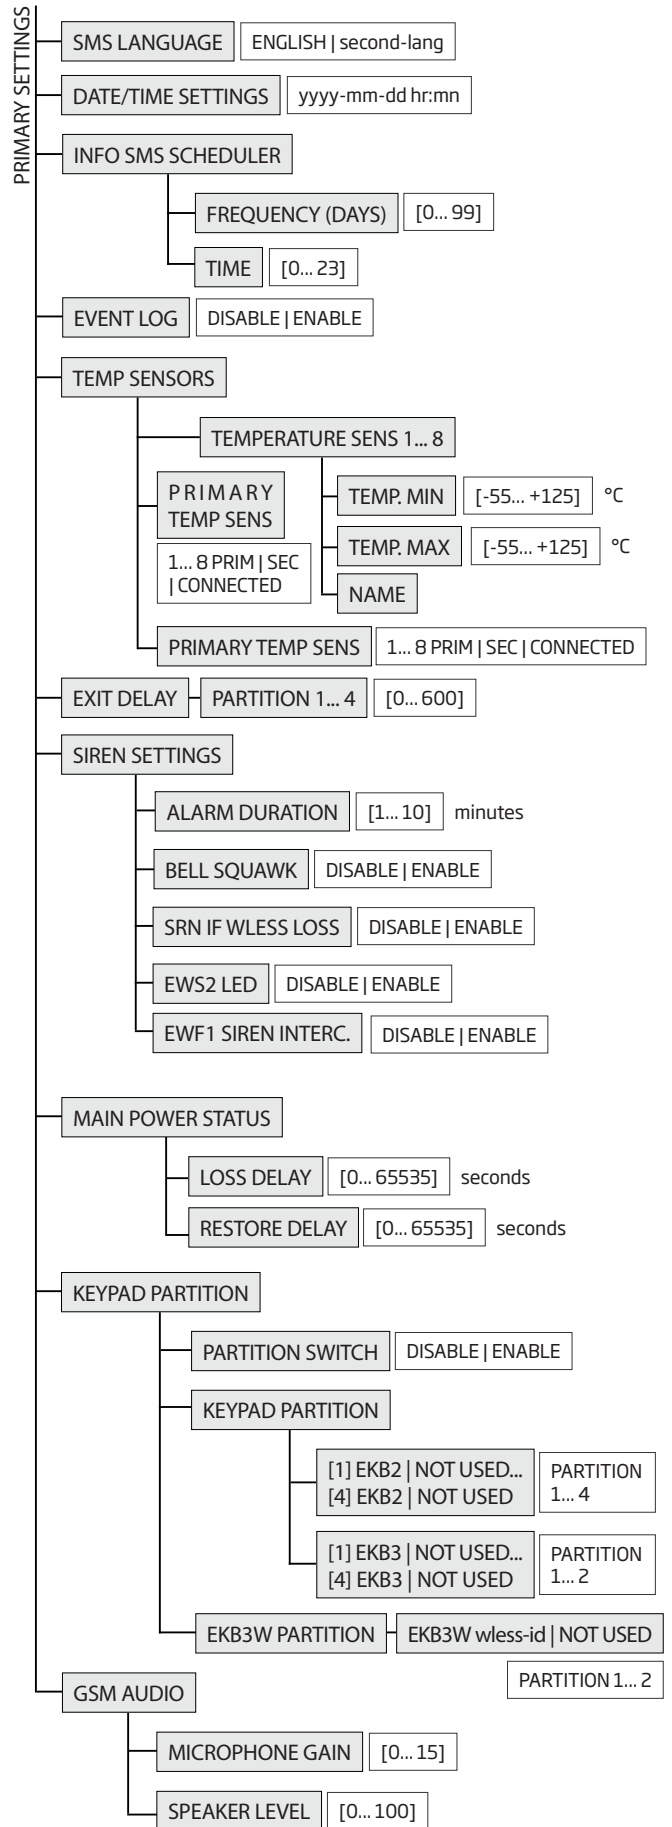 PRIMARY SETTINGS
SMS LANGUAGE ENGLISH | second-lang
DATE/TIME SETTINGS yyyy-mm-dd hr:mn
INFO SMS SCHEDULER
FREQUENCY (DAYS) [0... 99]
TIME [0... 23]
EVENT LOG DISABLE | ENABLE
TEMP SENSORS
TEMPERATURE SENS 1... 8
PRIMARY
TEMP SENS
1... 8 PRIM | SEC
| CONNECTED
TEMP. MIN [-55... +125] °C
TEMP. MAX [-55... +125] °C
NAME
PRIMARY TEMP SENS 1... 8 PRIM | SEC | CONNECTED
EXIT DELAY PARTITION 1... 4 [0... 600]
SIREN SETTINGS
ALARM DURATION [1... 10] minutes
BELL SQUAWK DISABLE | ENABLE
SRN IF WLESS LOSS DISABLE | ENABLE
EWS2 LED DISABLE | ENABLE
EWF1 SIREN INTERC. DISABLE | ENABLE
MAIN POWER STATUS
LOSS DELAY [0... 65535] seconds
RESTORE DELAY [0... 65535] seconds
KEYPAD PARTITION
PARTITION SWITCH DISABLE | ENABLE
KEYPAD PARTITION
[1] EKB2 | NOT USED...
[4] EKB2 | NOT USED
PARTITION
1... 4
[1] EKB3 | NOT USED...
[4] EKB3 | NOT USED
PARTITION
1... 2
EKB3W PARTITION EKB3W wless-id | NOT USED
PARTITION 1... 2
GSM AUDIO
MICROPHONE GAIN [0... 15]
SPEAKER LEVEL [0... 100]